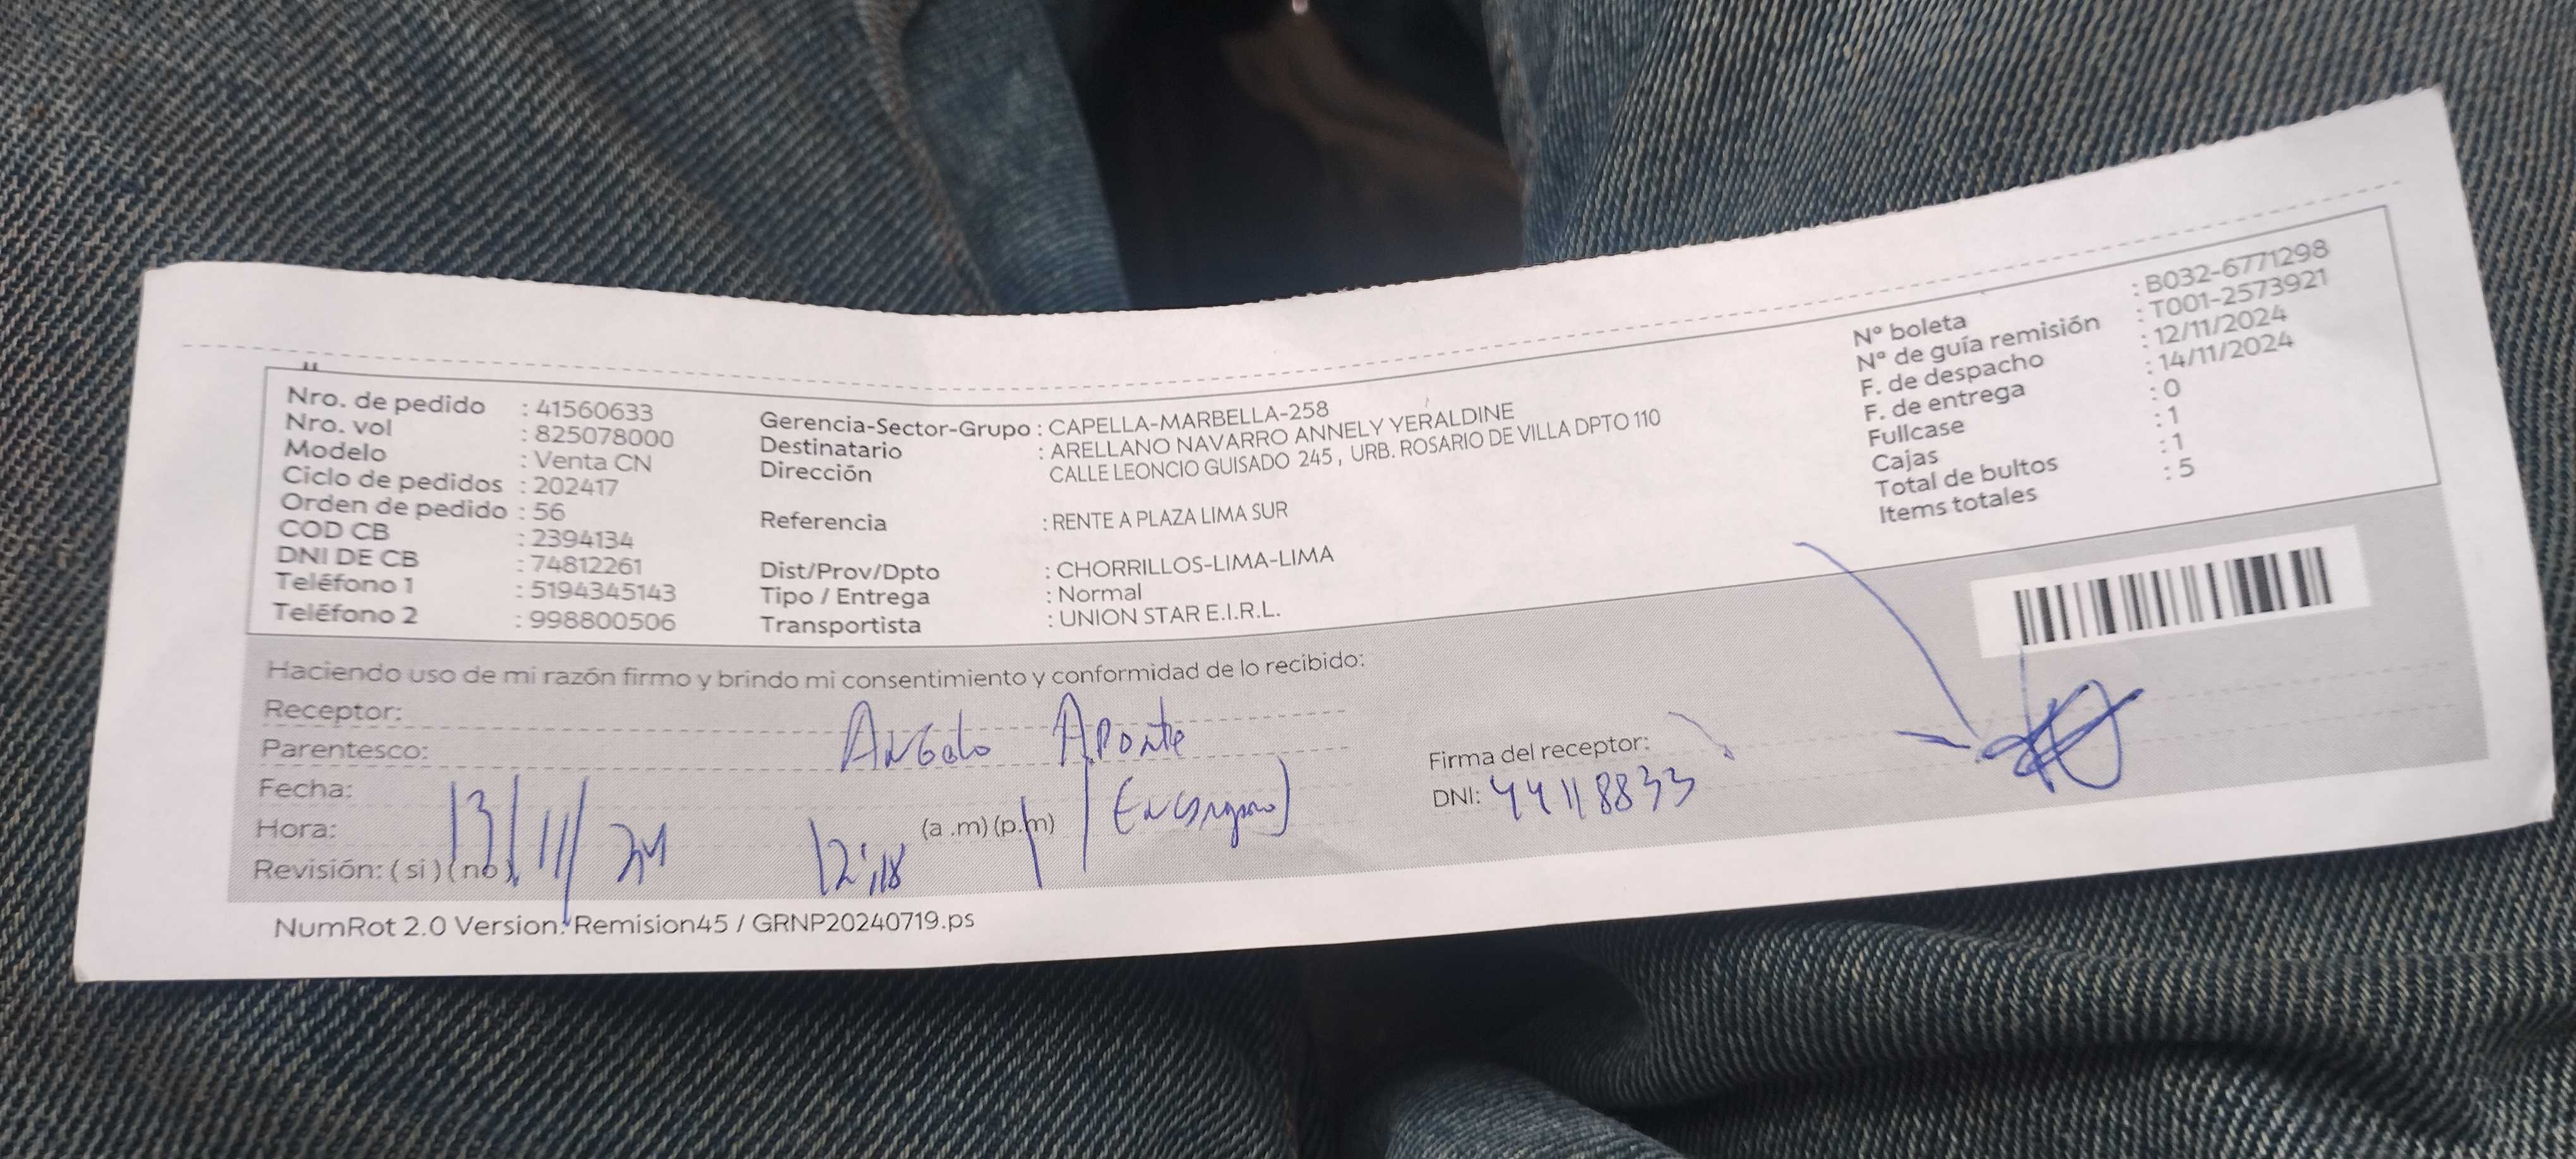 Nro. de pedido : 41560633
Nro. vol : 825078000
Modelo : Venta CN
Ciclo de pedidos : 202417
Orden de pedido : 56
COD CB : 2394134
DNI DE CB : 74812261
Teléfono 1 : 5194345143
Teléfono 2 : 998800506
Gerencia-Sector-Grupo : CAPELLA-MARBELLA-258
Destinatario : ARELLANO NAVARRO ANNELY YERALDINE
Dirección CALLE LEONCIO GUISADO 245 , URB. ROSARIO DE VILLA DPTO 110
Referencia : RENTE A PLAZA LIMA SUR
Dist/Prov/Dpto : CHORRILLOS-LIMA-LIMA
Tipo / Entrega : Normal
Transportista : UNION STAR E.I.R.L.
N° boleta : B032-6771298
N° de guía remisión : T001-2573921
F. de despacho : 12/11/2024
F. de entrega : 14/11/2024
Fullcase : 0
Cajas : 1
Total de bultos : 1
Items totales : 5
Haciendo uso de mi razón firmo y brindo mi consentimiento y conformidad de lo recibido:
Receptor:
Parentesco: Angelo Aponte
Fecha: 13/11/24
Hora: 12:18 (a .m) (p.m)
Revisión: ( si ) ( no )
Firma del receptor:
DNI: 44118833
NumRot 2.0 Version: Remision45 / GRNP20240719.ps